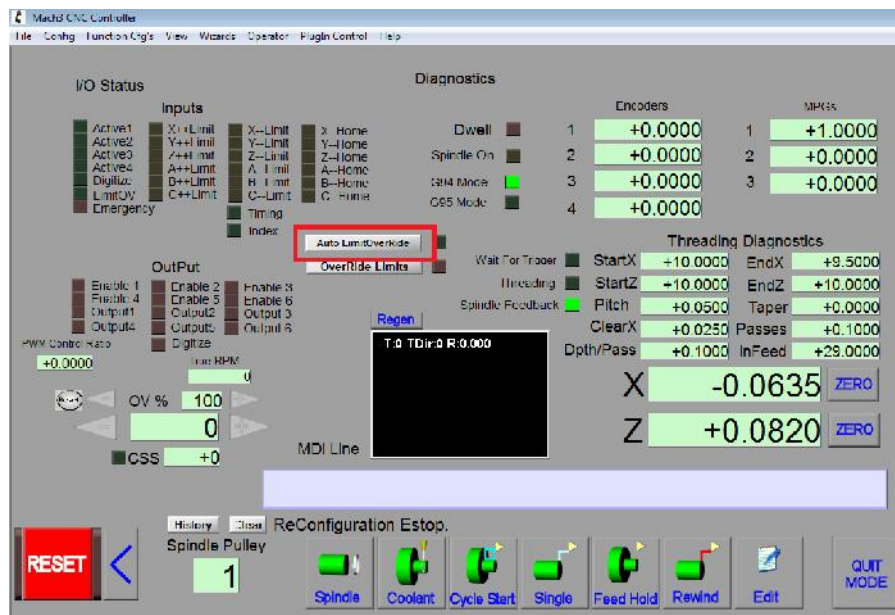 Mach3 CNC Controller
File Config Function Cfg's View Wizards Operator PlugIn Control Help
I/O Status
Diagnostics
Inputs
Active1 X++Limit X--Limit X--Home
Active2 Y++Limit Y--Limit Y--Home
Active3 Z++Limit Z--Limit Z--Home
Active4 A++Limit A--Limit A--Home
Digitize B++Limit B--Limit B--Home
LimitOV C++Limit C--Limit C--Home
Emergency
Timing
Index
Dwell
Spindle On
G94 Mode
G95 Mode
Encoders
1 +0.0000
2 +0.0000
3 +0.0000
4 +0.0000
MPGs
1 +1.0000
2 +0.0000
3 +0.0000
Auto LimitOverRide
OverRide Limits
Wait For Trigger
Threading
Spindle Feedback
Threading Diagnostics
StartX +10.0000 EndX +9.5000
StartZ +10.0000 EndZ +10.0000
Pitch +0.0500 Taper +0.0000
ClearX +0.0250 Passes +0.1000
Dpth/Pass +0.1000 InFeed +29.0000
OutPut
Enable 1 Enable 2 Enable 3
Enable 4 Enable 5 Enable 6
Output1 Output2 Output 3
Output4 Output5 Output 6
Digitize
PWM Control Ratio
+0.0000
True RPM
0
Reset
OV % 100
0
CSS +0
Regen
T:0 TDir:0 R:0.000
X -0.0635 ZERO
Z +0.0820 ZERO
MDI Line
History Clear ReConfiguration Estop.
RESET
Spindle Pulley
1
Spindle
Coolant
Cycle Start
Single
Feed Hold
Rewind
Edit
QUIT MODE